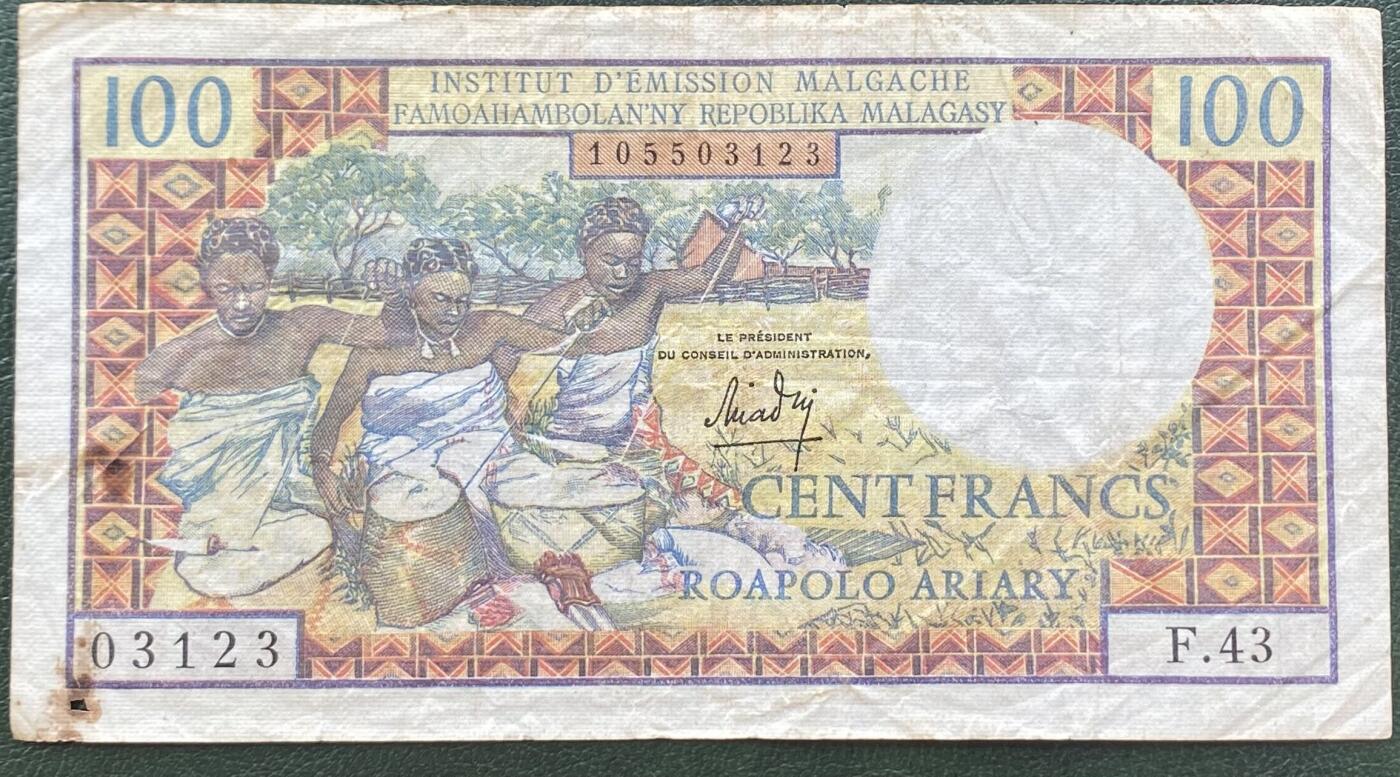 100
INSTITUT D'ÉMISSION MALGACHE
100
FAMOAHAMBOLAN'NY REPOBLIKA MALAGASY
105503123
LE PRÉSIDENT
DU CONSEIL D'ADMINISTRATION,
CENT FRANCS
ROAPOLO ARIARY
03123
F.43